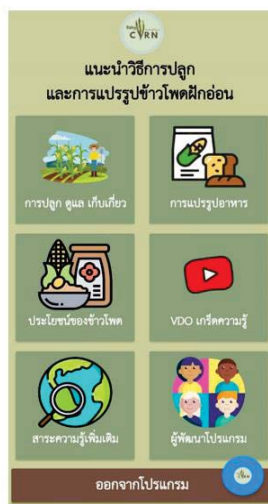 CORN
แนะนำวิธีการปลูก
และการแปรรูปข้าวโพดฝักอ่อน
การปลูก ดูแล เก็บเกี่ยว
การแปรรูปอาหาร
ประโยชน์ของข้าวโพด
VDO เกร็ดความรู้
สาระความรู้เพิ่มเติม
ผู้พัฒนาโปรแกรม
ออกจากโปรแกรม